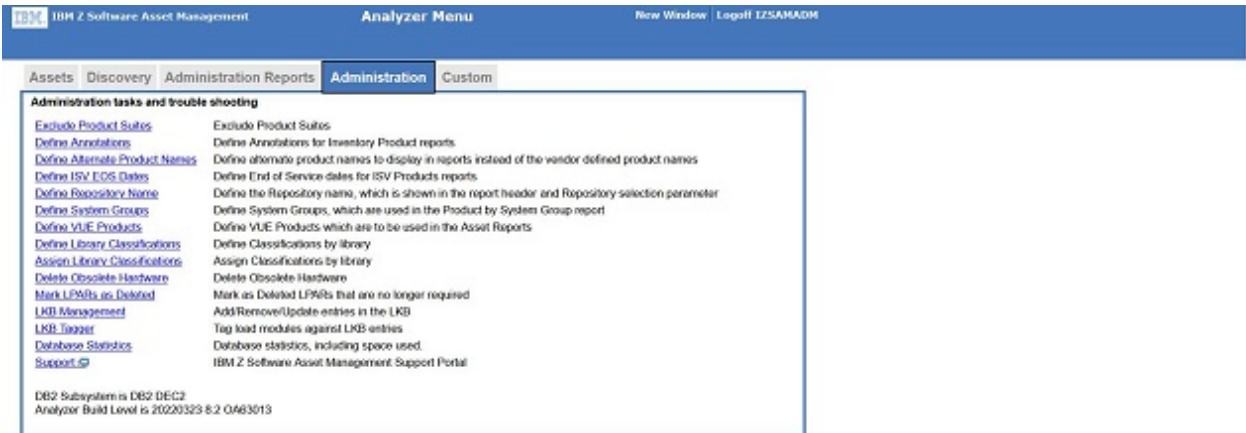 IBM. IBM Z Software Asset Management Analyzer Menu New Window Logoff IZSAMADM
Assets Discovery Administration Reports Administration Custom
Administration tasks and trouble shooting
Exclude Product Suites Exclude Product Suites
Define Annotations Define Annotations for Inventory Product reports
Define Alternate Product Names Define alternate product names to display in reports instead of the vendor defined product names
Define ISV EOS Dates Define End of Service dates for ISV Products reports
Define Repository Name Define the Repository name, which is shown in the report header and Repository selection parameter
Define System Groups Define System Groups, which are used in the Product by System Group report
Define VUE Products Define VUE Products which are to be used in the Asset Reports
Define Library Classifications Define Classifications by library
Assign Library Classifications Assign Classifications by library
Delete Obsolete Hardware Delete Obsolete Hardware
Mark LPARs as Deleted Mark as Deleted LPARs that are no longer required
LKB Management Add/Remove/Update entries in the LKB
LKB Tagger Tag load modules against LKB entries
Database Statistics Database statistics, including space used.
Support IBM Z Software Asset Management Support Portal
DB2 Subsystem is DB2 DEC2
Analyzer Build Level is 20220323 8.2 OA63013